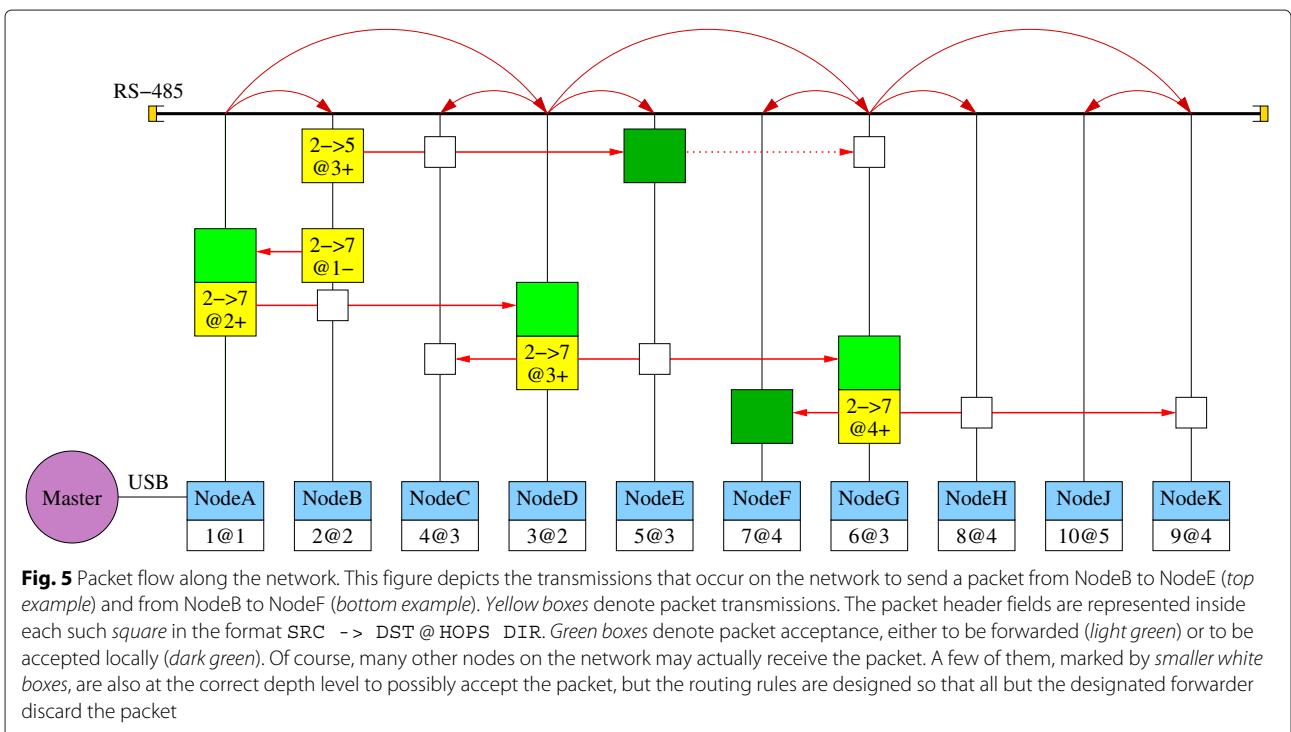 RS−485
2−>5
@3+
2−>7
@1−
2−>7
@2+
2−>7
@3+
2−>7
@4+
Master
USB
NodeA NodeB NodeC NodeD NodeE NodeF NodeG NodeH NodeJ NodeK
1@1 2@2 4@3 3@2 5@3 7@4 6@3 8@4 10@5 9@4
Fig. 5 Packet flow along the network. This figure depicts the transmissions that occur on the network to send a packet from NodeB to NodeE (top
example) and from NodeB to NodeF (bottom example). Yellow boxes denote packet transmissions. The packet header fields are represented inside
each such square in the format SRC -> DST @ HOPS DIR. Green boxes denote packet acceptance, either to be forwarded (light green) or to be
accepted locally (dark green). Of course, many other nodes on the network may actually receive the packet. A few of them, marked by smaller white
boxes, are also at the correct depth level to possibly accept the packet, but the routing rules are designed so that all but the designated forwarder
discard the packet